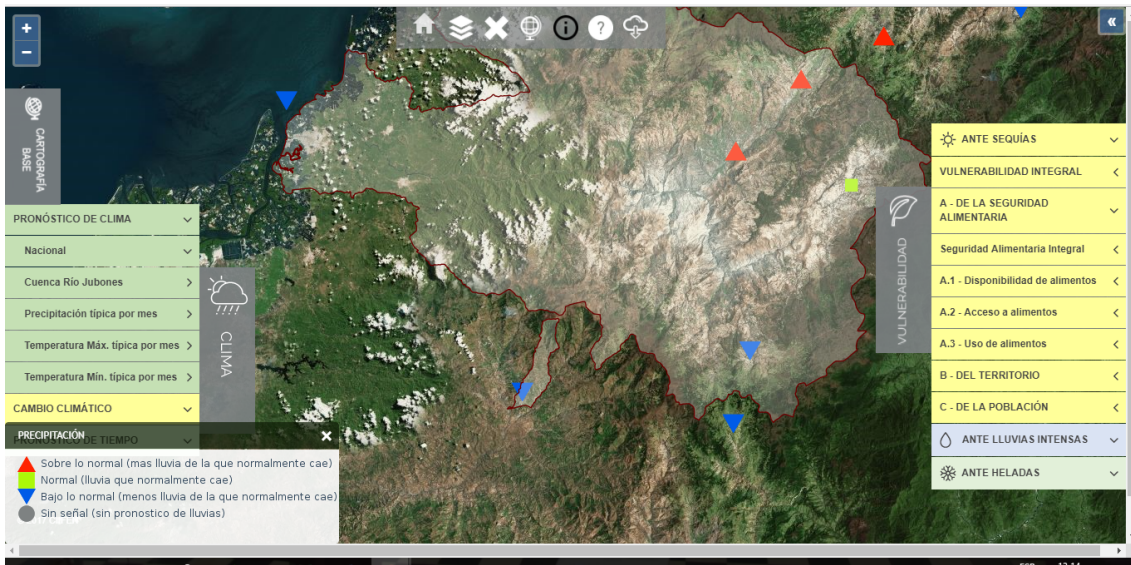 +
−
«
i
?
CARTOGRAFÍA
BASE
PRONÓSTICO DE CLIMA
Nacional
Cuenca Río Jubones
Precipitación típica por mes
Temperatura Máx. típica por mes
Temperatura Mín. típica por mes
CAMBIO CLIMÁTICO
PRONÓSTICO DE TIEMPO
CLIMA
PRECIPITACIÓN
Sobre lo normal (mas lluvia de la que normalmente cae)
Normal (lluvia que normalmente cae)
Bajo lo normal (menos lluvia de la que normalmente cae)
Sin señal (sin pronostico de lluvias)
VULNERABILIDAD
ANTE SEQUÍAS
VULNERABILIDAD INTEGRAL
A - DE LA SEGURIDAD
ALIMENTARIA
Seguridad Alimentaria Integral
A.1 - Disponibilidad de alimentos
A.2 - Acceso a alimentos
A.3 - Uso de alimentos
B - DEL TERRITORIO
C - DE LA POBLACIÓN
ANTE LLUVIAS INTENSAS
ANTE HELADAS